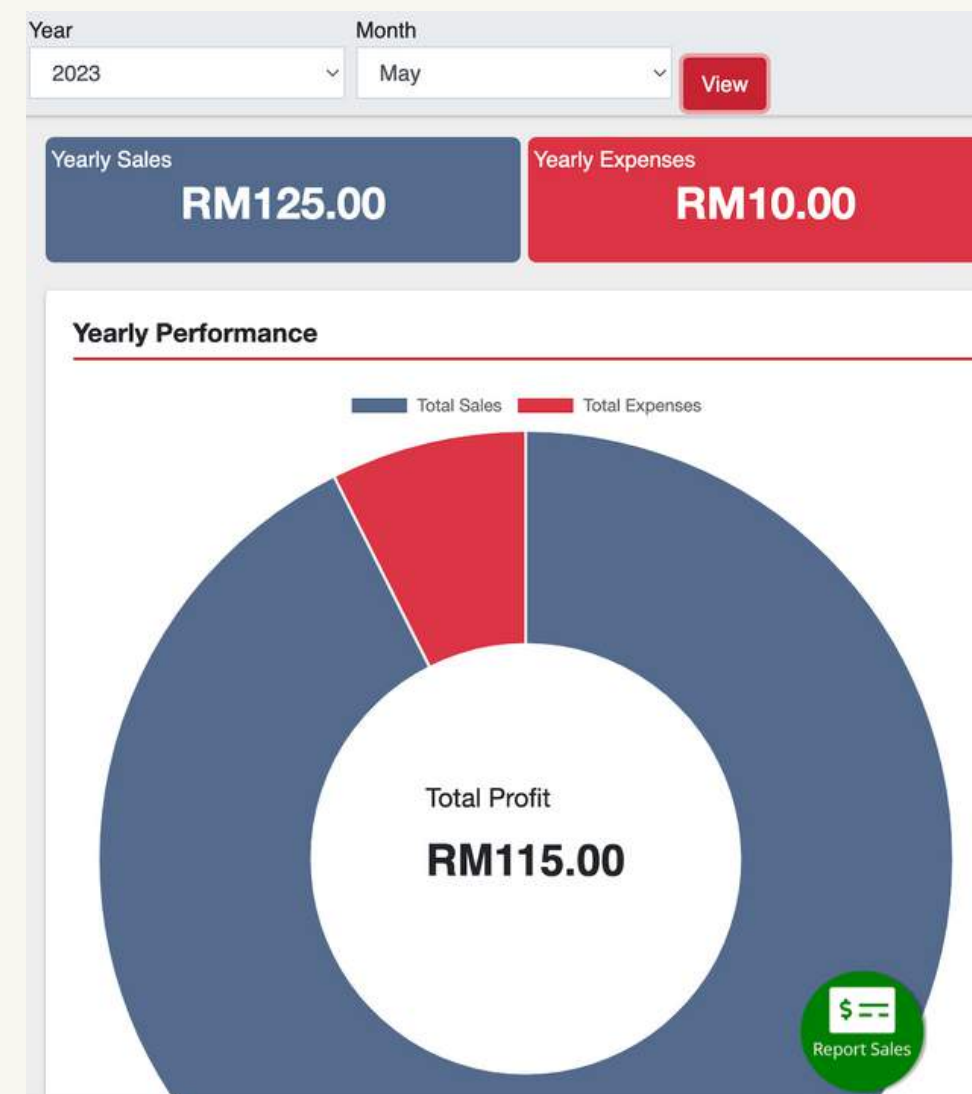 Year Month
2023 May View
Yearly Sales Yearly Expenses
RM125.00 RM10.00
Yearly Performance
Total Sales Total Expenses
Total Profit
RM115.00
$
Report Sales